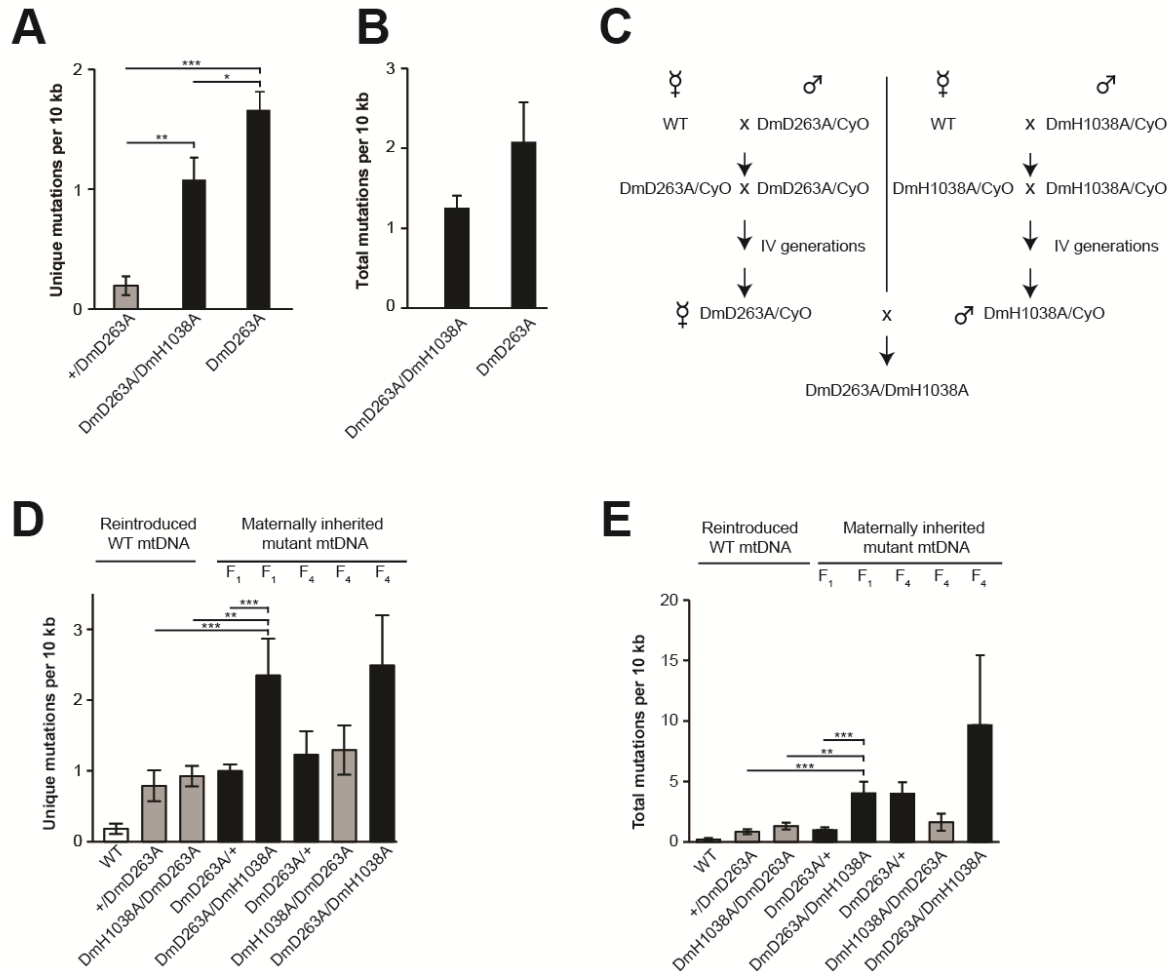 A
Unique mutations per 10 kb
2
1
0
***
*
**
+/DmD263A
DmD263A/DmH1038A
DmD263A
B
Total mutations per 10 kb
3
2
1
0
DmD263A/DmH1038A
DmD263A
C
☿ ♂ ☿ ♂
WT x DmD263A/CyO WT x DmH1038A/CyO
DmD263A/CyO x DmD263A/CyO DmH1038A/CyO x DmH1038A/CyO
IV generations IV generations
☿ DmD263A/CyO x ♂ DmH1038A/CyO
DmD263A/DmH1038A
D
Reintroduced
WT mtDNA
Maternally inherited
mutant mtDNA
F1 F1 F4 F4 F4
Unique mutations per 10 kb
3
2
1
0
***
**
***
WT
+/DmD263A
DmH1038A/DmD263A
DmD263A/+
DmD263A/DmH1038A
DmD263A/+
DmH1038A/DmD263A
DmD263A/DmH1038A
E
Reintroduced
WT mtDNA
Maternally inherited
mutant mtDNA
F1 F1 F4 F4 F4
Total mutations per 10 kb
20
15
10
5
0
***
**
***
WT
+/DmD263A
DmH1038A/DmD263A
DmD263A/+
DmD263A/DmH1038A
DmD263A/+
DmH1038A/DmD263A
DmD263A/DmH1038A